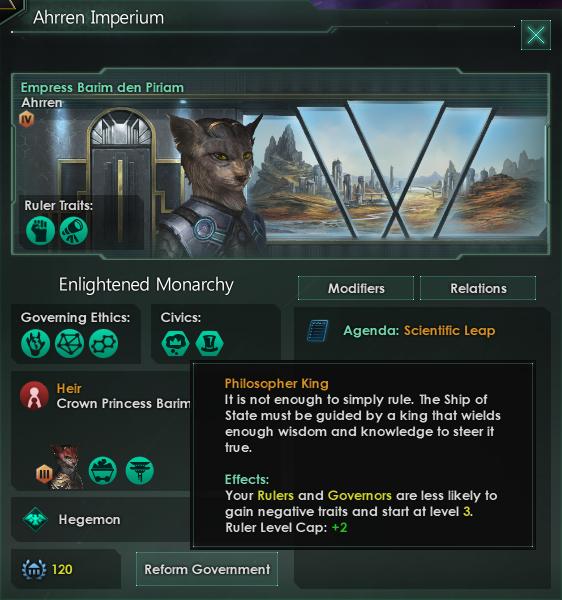 Ahrren Imperium
Empress Barim den Piriam
Ahrren
IV
Ruler Traits:
Enlightened Monarchy
Modifiers
Relations
Governing Ethics:
Civics:
Agenda: Scientific Leap
Heir
Crown Princess Barim
III
Philosopher King
It is not enough to simply rule. The Ship of
State must be guided by a king that wields
enough wisdom and knowledge to steer it
true.
Effects:
Your Rulers and Governors are less likely to
gain negative traits and start at level 3.
Ruler Level Cap: +2
Hegemon
120
Reform Government